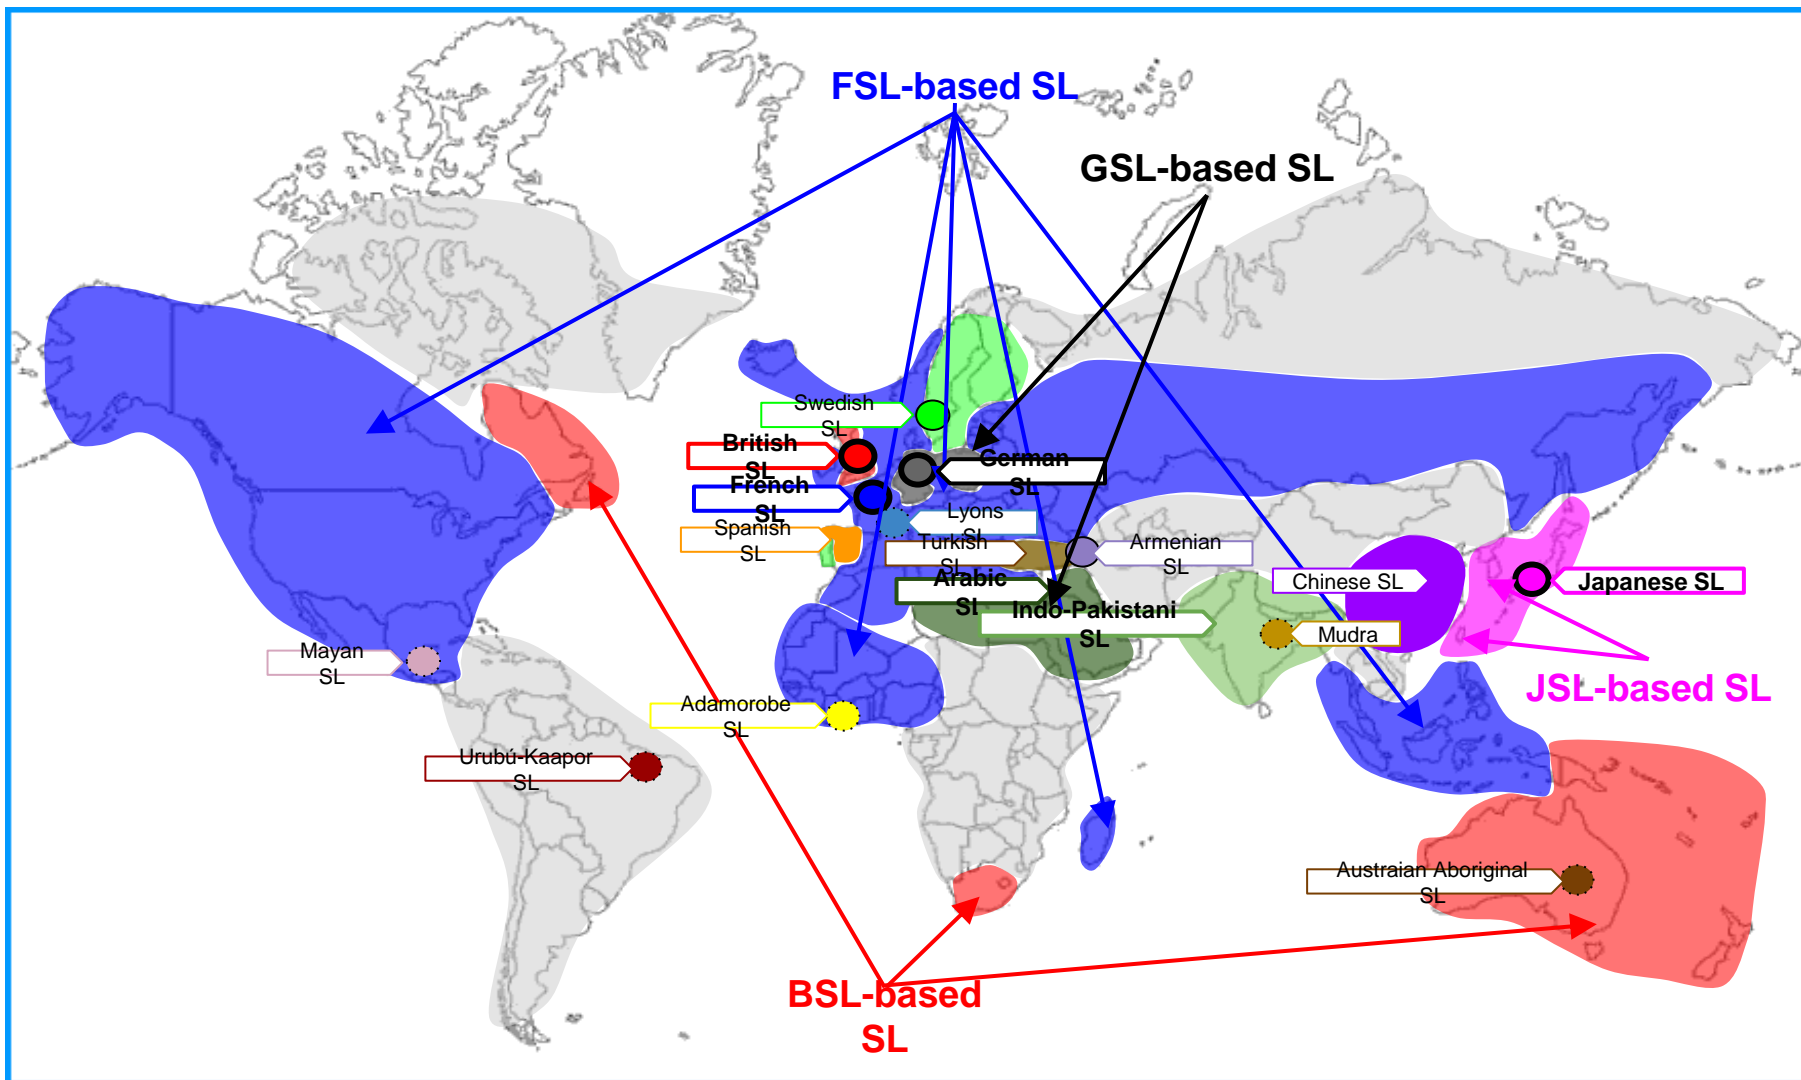 FSL-based SL
GSL-based SL
Swedish
SL
British
SL
German
SL
French
SL
Lyons
SL
Spanish
SL
Turkish
SL
Armenian
SL
Arabic
SL
Chinese SL
Japanese SL
Indo-Pakistani
SL
Mudra
Mayan
SL
JSL-based SL
Adamorobe
SL
Urubú-Kaapor
SL
Austraian Aboriginal
SL
BSL-based
SL